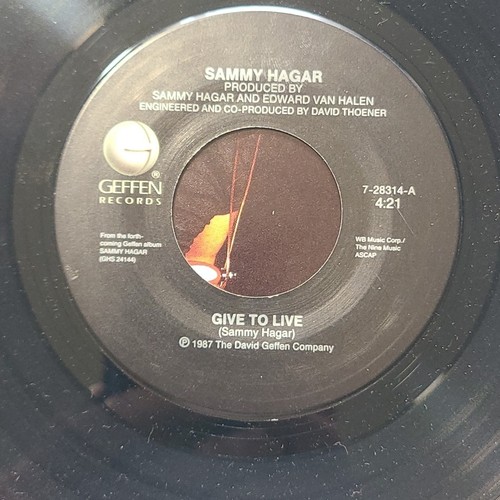 SAMMY HAGAR
PRODUCED BY
SAMMY HAGAR AND EDWARD VAN HALEN
ENGINEERED AND CO-PRODUCED BY DAVID THOENER
GEFFEN®
RECORDS
7-28314-A
4:21
From the forth-
coming Geffen album
SAMMY HAGAR
(GHS 24144)
WB Music Corp./
The Nine Music
ASCAP
GIVE TO LIVE
(Sammy Hagar)
℗ 1987 The David Geffen Company